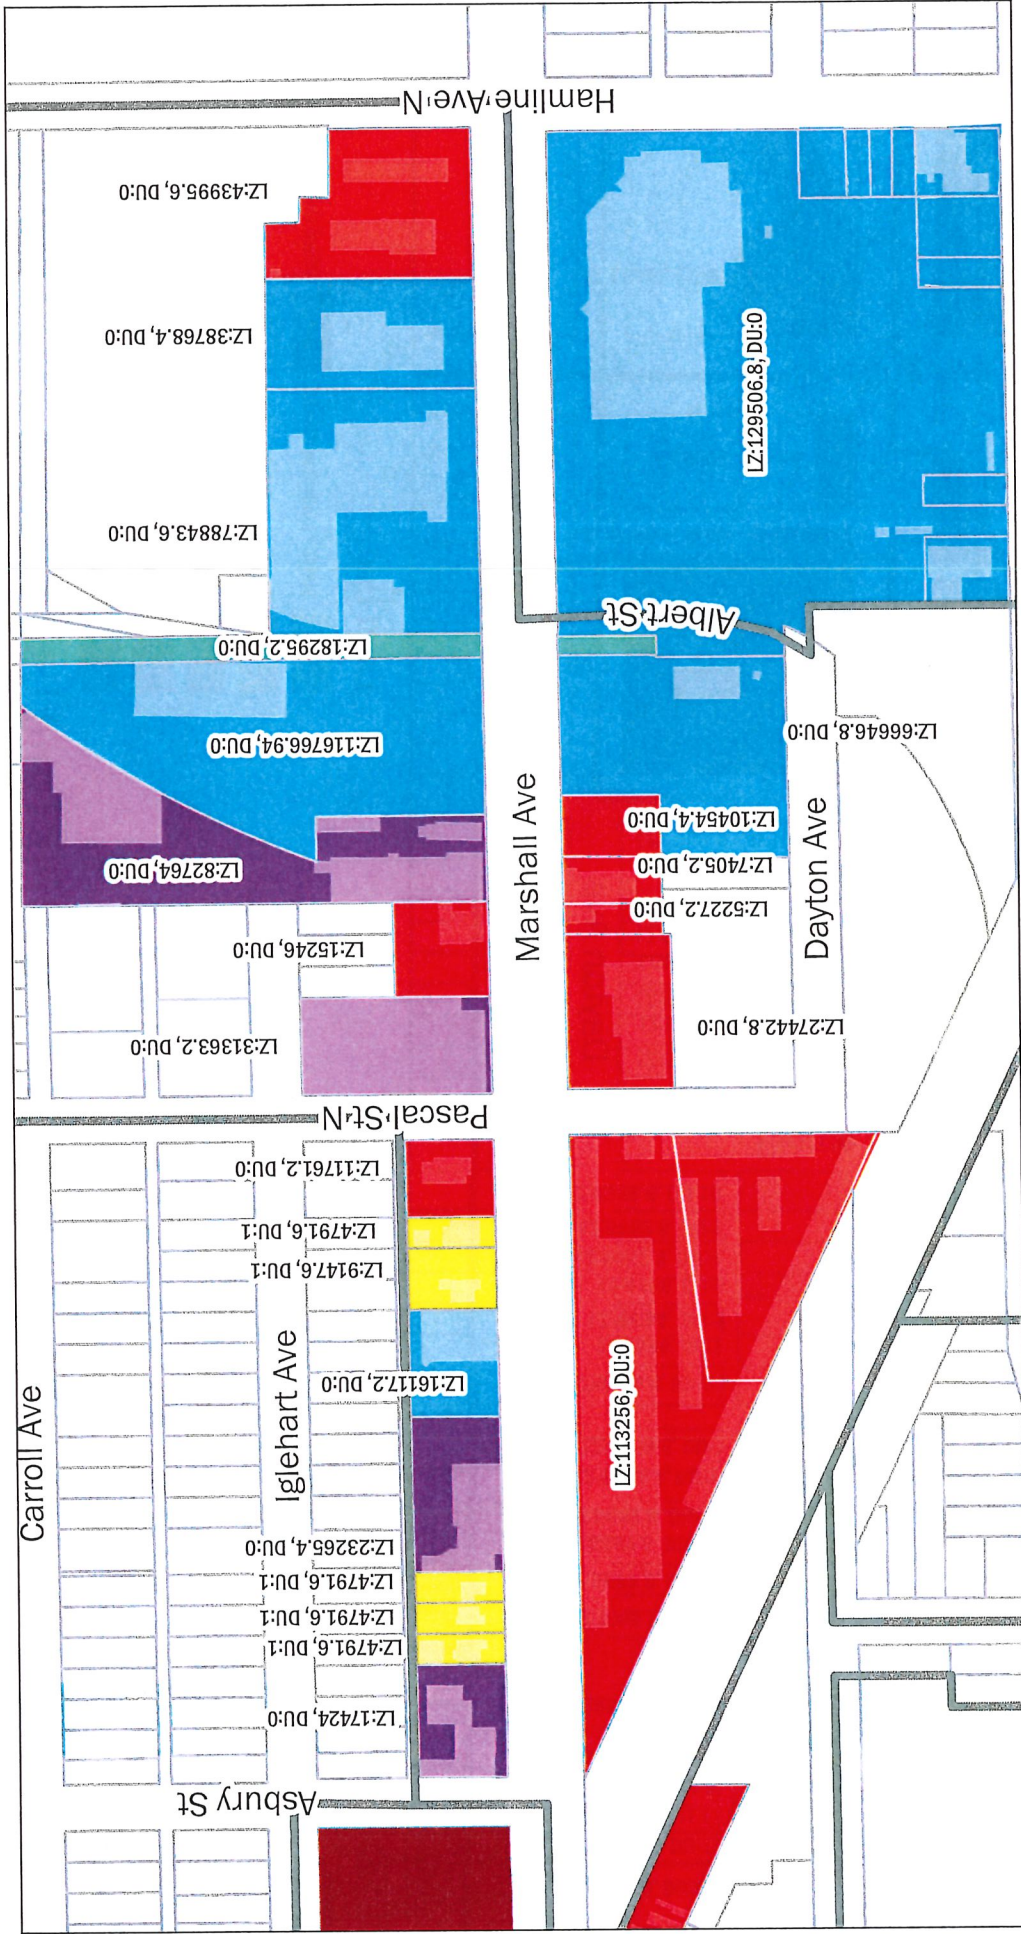 Hamline Ave N
LZ:43995.6, DU:0
LZ:38768.4, DU:0
LZ:129506.8, DU:0
LZ:78843.6, DU:0
Albert St
LZ:18295.2, DU:0
LZ:66646.8, DU:0
LZ:116766.94, DU:0
LZ:10454.4, DU:0
LZ:7405.2, DU:0
LZ:82764, DU:0
LZ:5227.2, DU:0
Marshall Ave
Dayton Ave
LZ:15246, DU:0
LZ:27442.8, DU:0
LZ:31363.2, DU:0
Pascal St N
LZ:11761.2, DU:0
LZ:4791.6, DU:1
LZ:9147.6, DU:1
LZ:16117.2, DU:0
LZ:113256, DU:0
Iglehart Ave
Carroll Ave
LZ:23265.4, DU:0
LZ:4791.6, DU:1
LZ:4791.6, DU:1
LZ:4791.6, DU:1
LZ:17424, DU:0
Asbury St